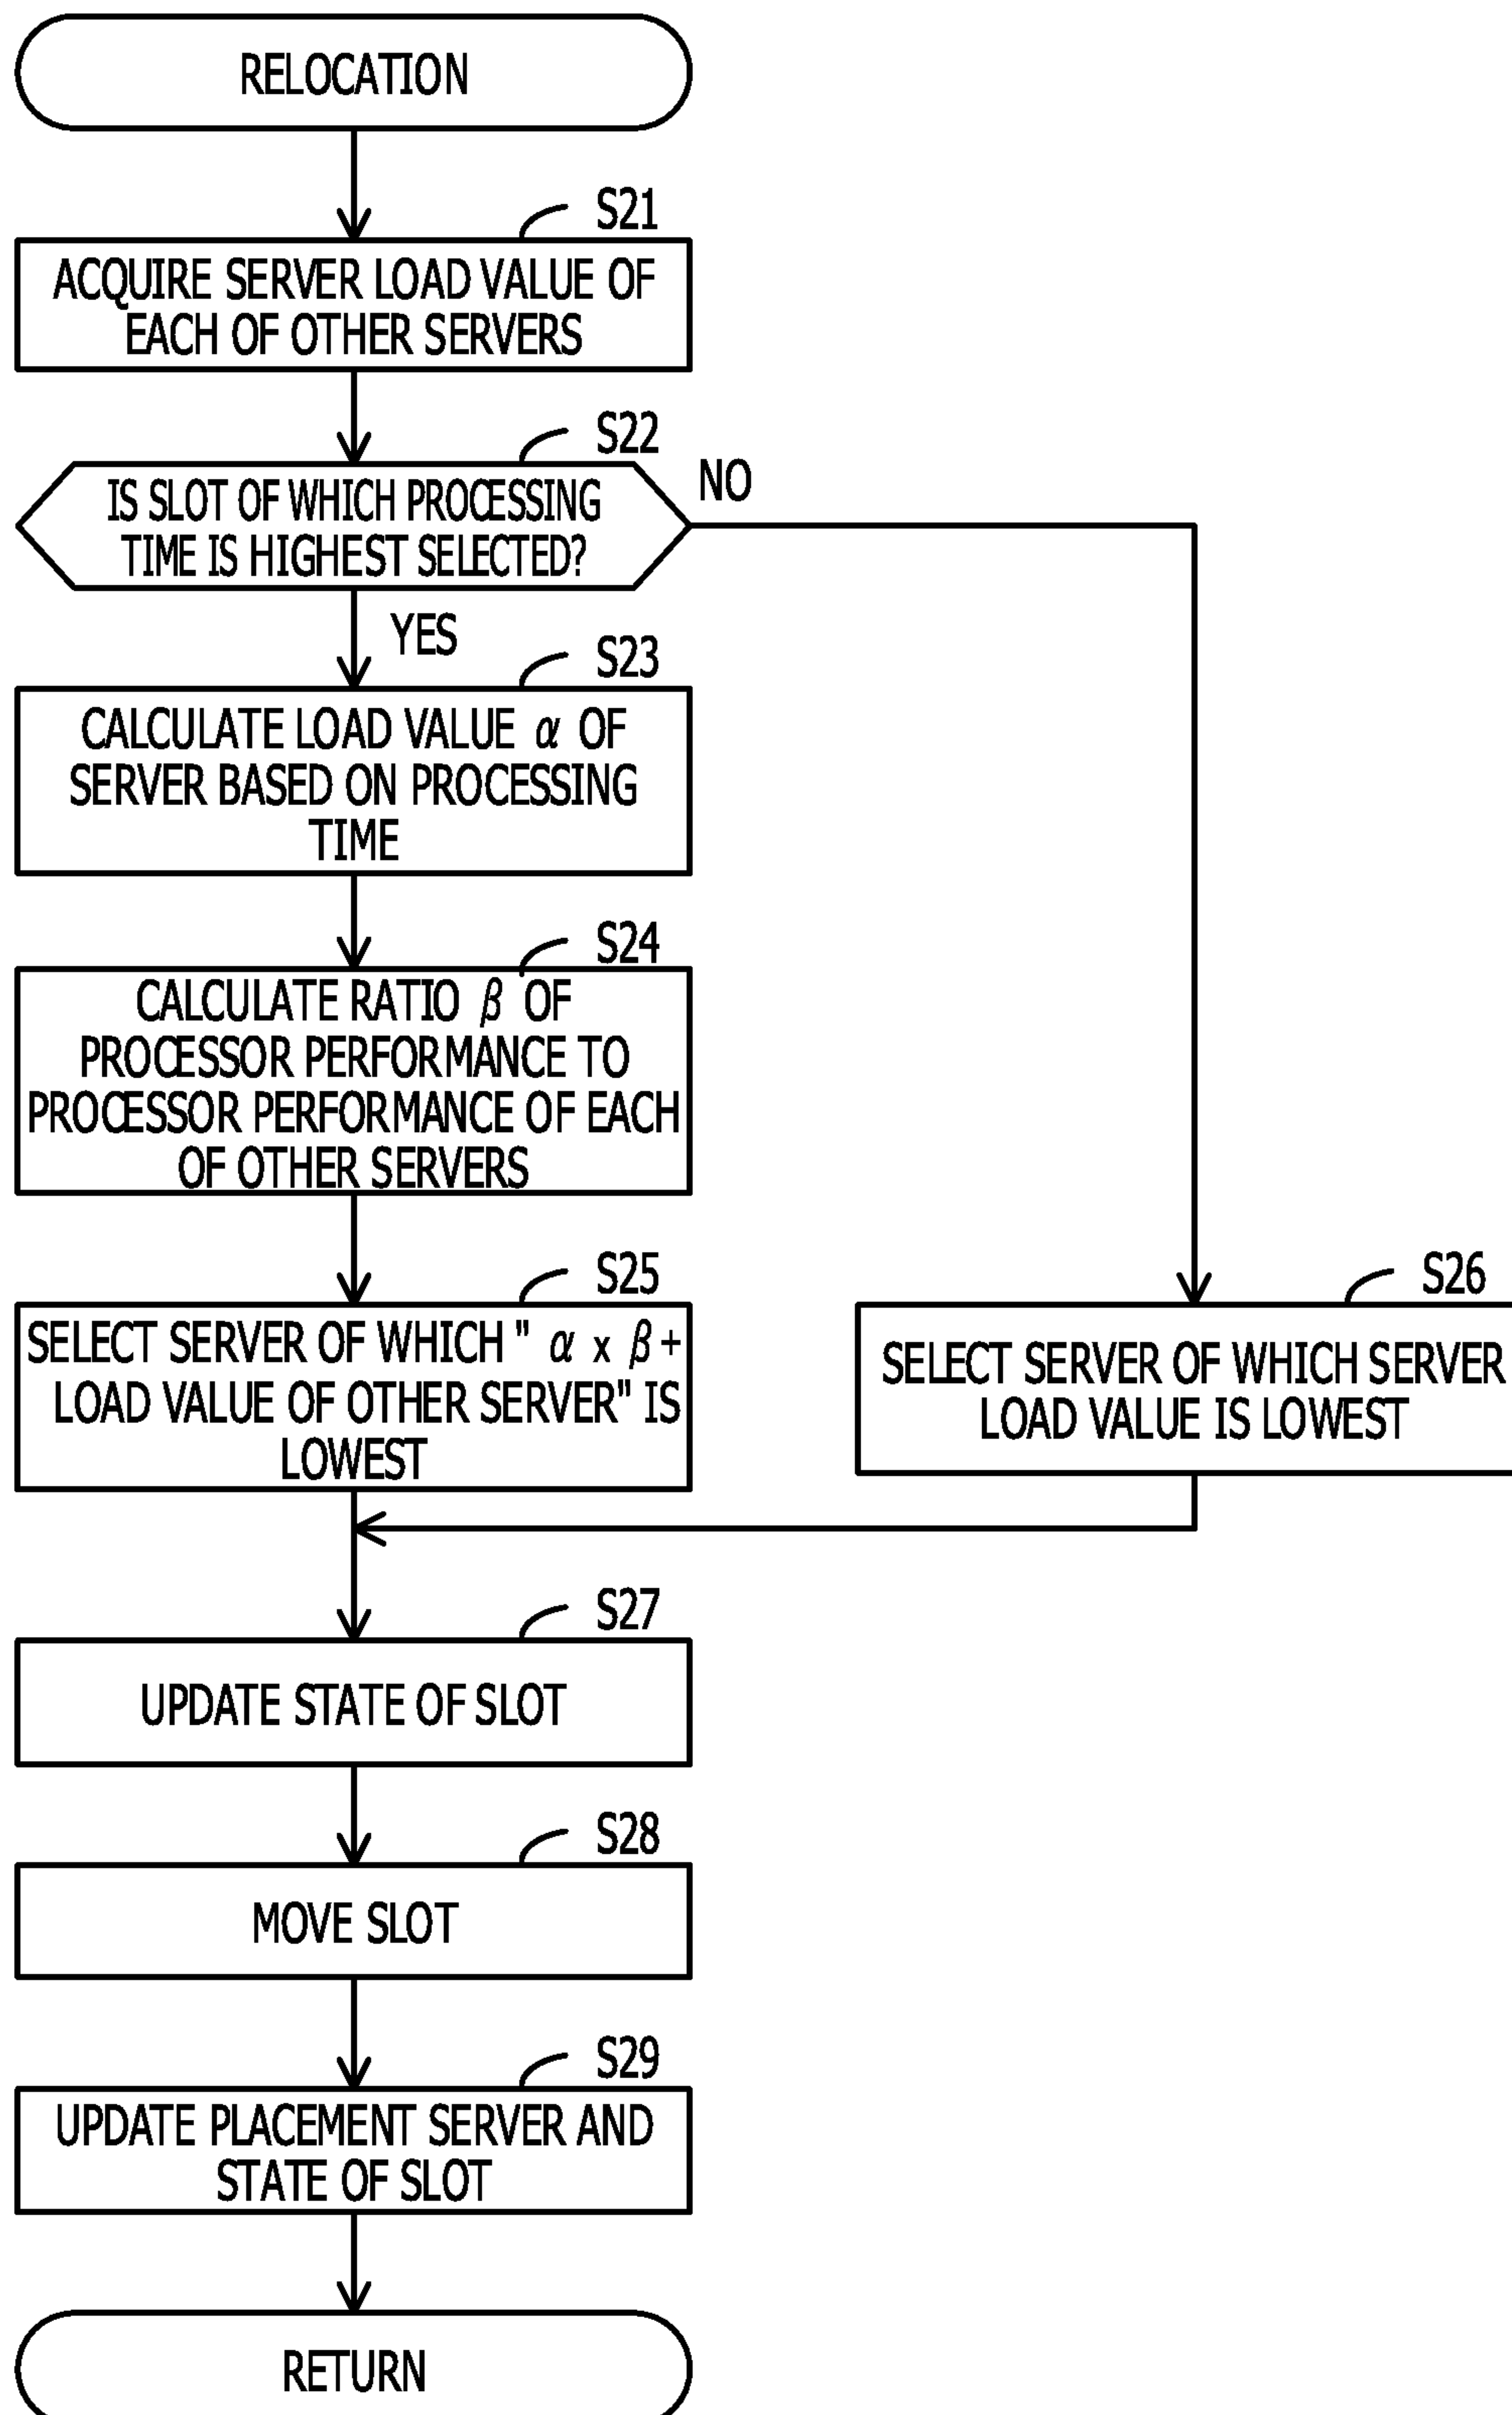 RELOCATION
S21
ACQUIRE SERVER LOAD VALUE OF
EACH OF OTHER SERVERS
S22
IS SLOT OF WHICH PROCESSING
TIME IS HIGHEST SELECTED?
NO
YES
S23
CALCULATE LOAD VALUE α OF
SERVER BASED ON PROCESSING
TIME
S24
CALCULATE RATIO β OF
PROCESSOR PERFORMANCE TO
PROCESSOR PERFORMANCE OF EACH
OF OTHER SERVERS
S25
SELECT SERVER OF WHICH " α x β +
LOAD VALUE OF OTHER SERVER" IS
LOWEST
S26
SELECT SERVER OF WHICH SERVER
LOAD VALUE IS LOWEST
S27
UPDATE STATE OF SLOT
S28
MOVE SLOT
S29
UPDATE PLACEMENT SERVER AND
STATE OF SLOT
RETURN